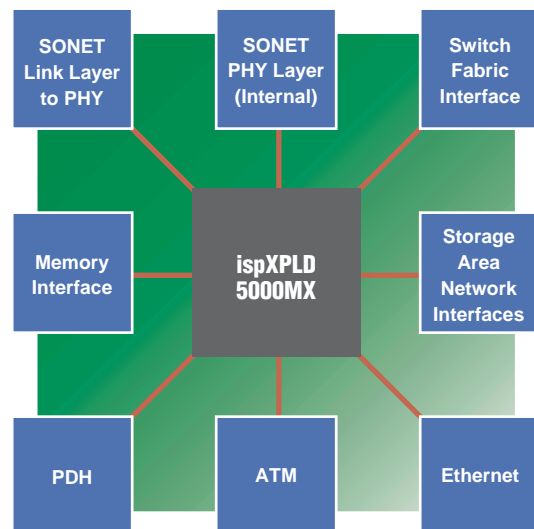 SONET
Link Layer
to PHY
SONET
PHY Layer
(Internal)
Switch
Fabric
Interface
Memory
Interface
ispXPLD
5000MX
Storage
Area
Network
Interfaces
PDH
ATM
Ethernet